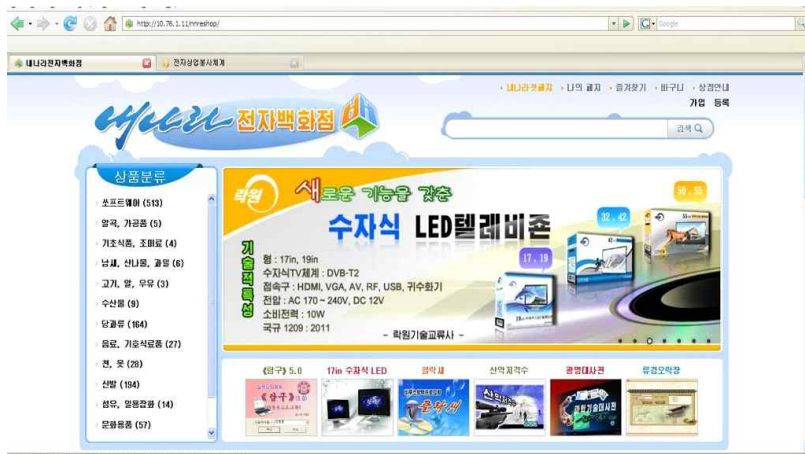 http://10.76.1.11/nreshop/
Google
내나라전자백화점
전자상업봉사체계
내나라첫페지 나의 페지 즐겨찾기 바구니 상점안내
가입 등록
내나라 전자백화점
검색
상품분류
쏘프트웨어 (513)
알곡, 가공품 (5)
기초식품, 조미료 (4)
남새, 산나물, 과일 (6)
고기, 알, 우유 (3)
수산물 (9)
당과류 (164)
음료, 기호식료품 (27)
천, 옷 (28)
신발 (194)
섬유, 일용잡화 (14)
문화용품 (57)
락원
새로운 기능을 갖춘
수자식 LED텔레비죤
50, 55
32, 42
17, 19
기술적특성
형 : 17in, 19in
수자식TV체계 : DVB-T2
접속구 : HDMI, VGA, AV, RF, USB, 귀수화기
전압 : AC 170 ~ 240V, DC 12V
소비전력 : 10W
국규 1209 : 2011
- 락원기술교류사 -
17in 수자식 LED
광명대사전
류경오락장
과학기술대사전